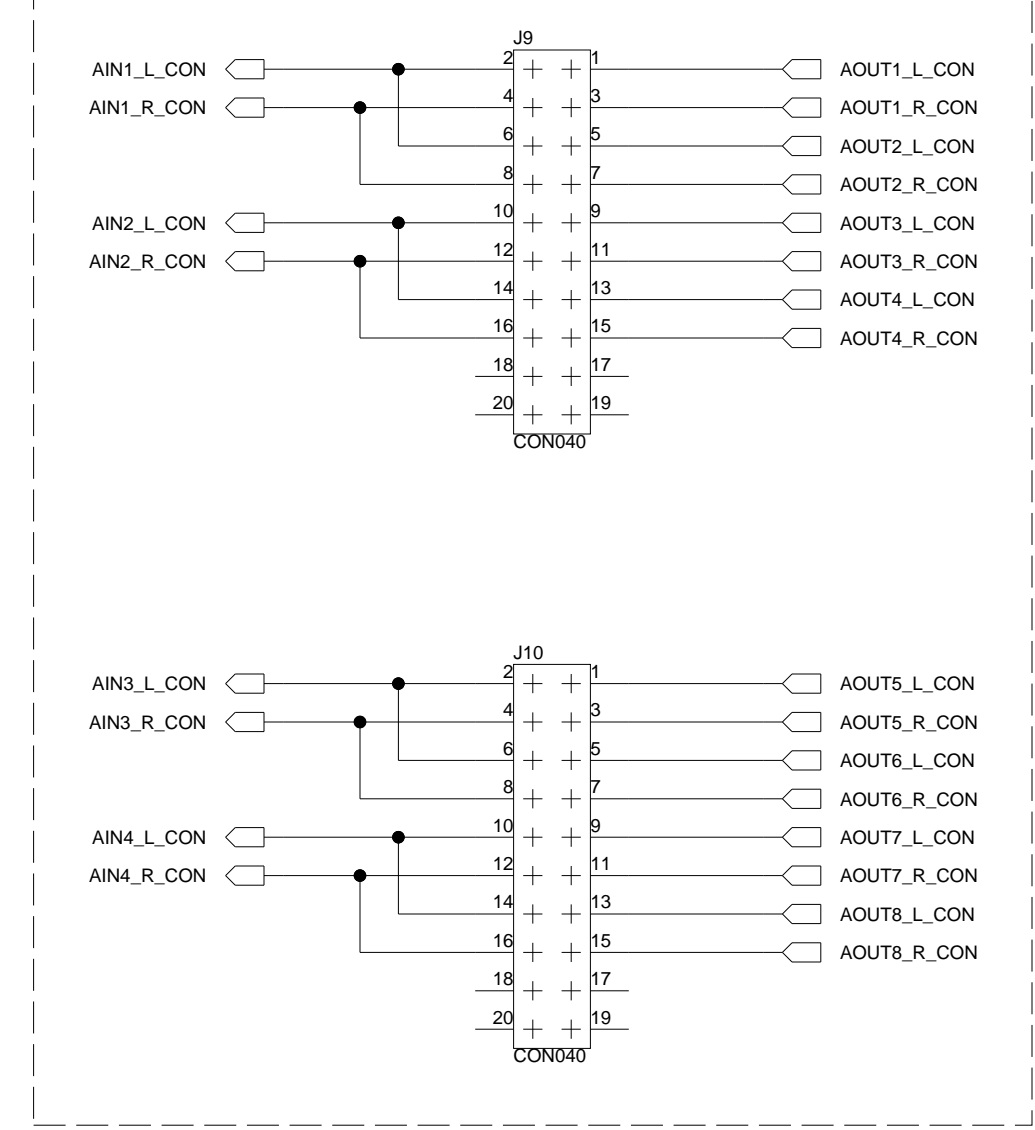 J9
AIN1_L_CON 2 1 AOUT1_L_CON
AIN1_R_CON 4 3 AOUT1_R_CON
6 5 AOUT2_L_CON
8 7 AOUT2_R_CON
AIN2_L_CON 10 9 AOUT3_L_CON
AIN2_R_CON 12 11 AOUT3_R_CON
14 13 AOUT4_L_CON
16 15 AOUT4_R_CON
18 17
20 19
CON040
J10
AIN3_L_CON 2 1 AOUT5_L_CON
AIN3_R_CON 4 3 AOUT5_R_CON
6 5 AOUT6_L_CON
8 7 AOUT6_R_CON
AIN4_L_CON 10 9 AOUT7_L_CON
AIN4_R_CON 12 11 AOUT7_R_CON
14 13 AOUT8_L_CON
16 15 AOUT8_R_CON
18 17
20 19
CON040